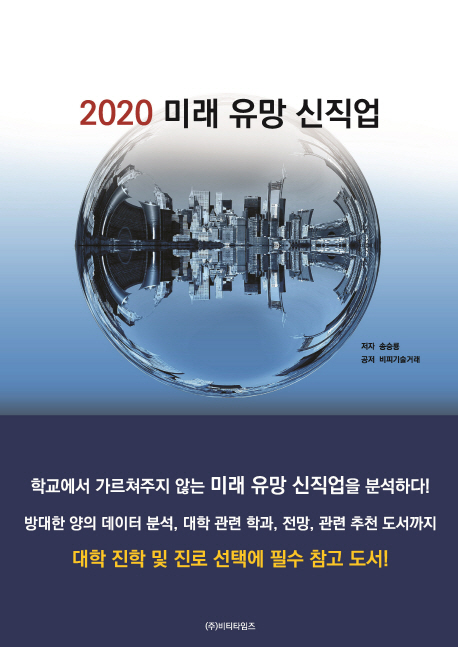 2020 미래 유망 신직업
저자 송승룡
공저 비피기술거래
학교에서 가르쳐주지 않는 미래 유망 신직업을 분석하다!
방대한 양의 데이터 분석, 대학 관련 학과, 전망, 관련 추천 도서까지
대학 진학 및 진로 선택에 필수 참고 도서!
(주)비티타임즈